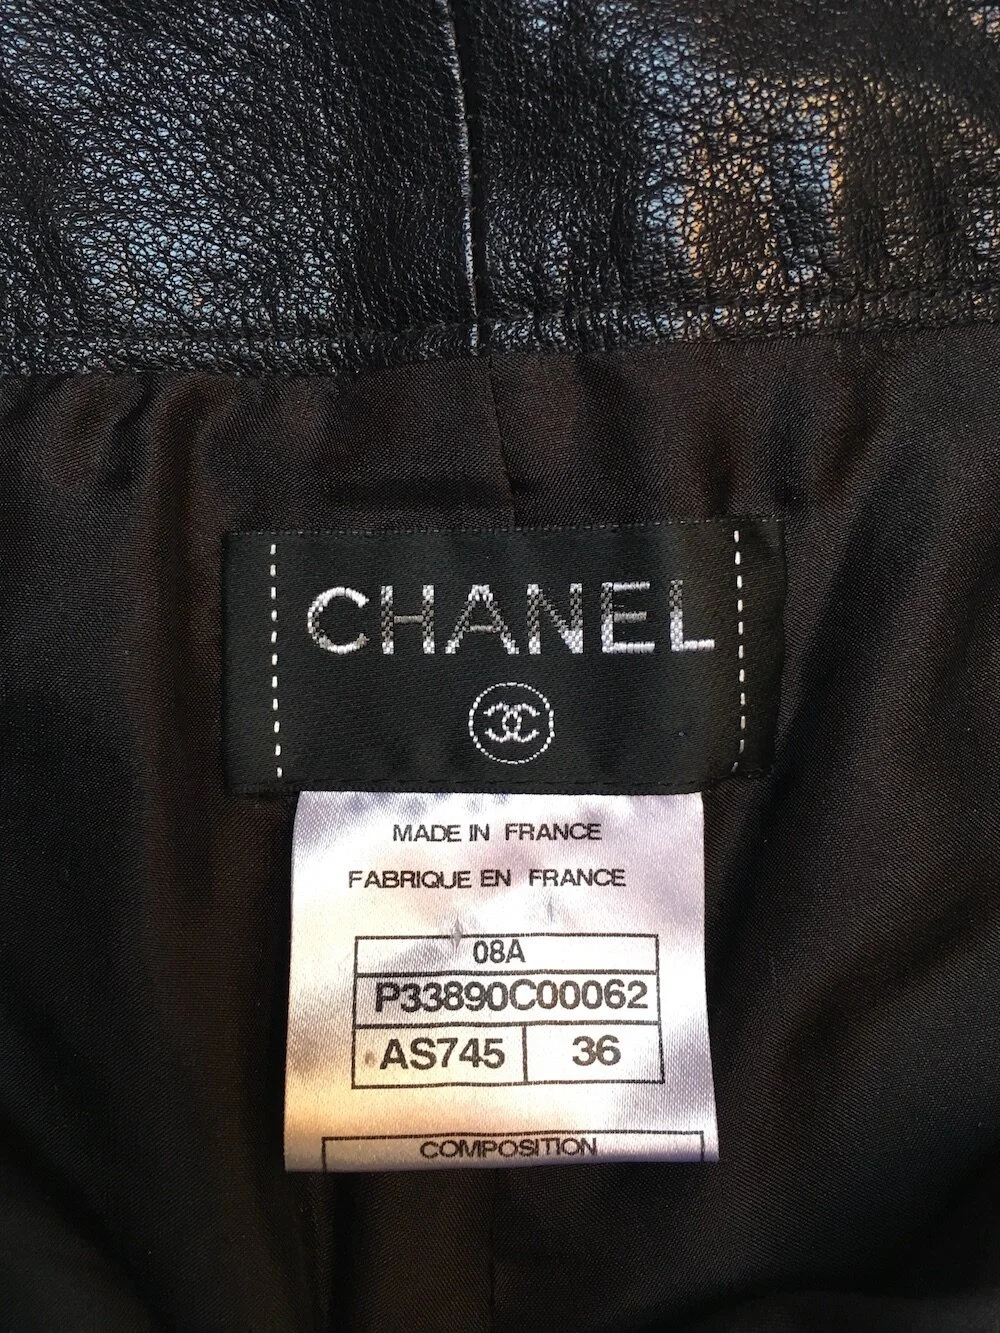 CHANEL
MADE IN FRANCE
FABRIQUE EN FRANCE
08A
P33890C00062
AS745 36
COMPOSITION